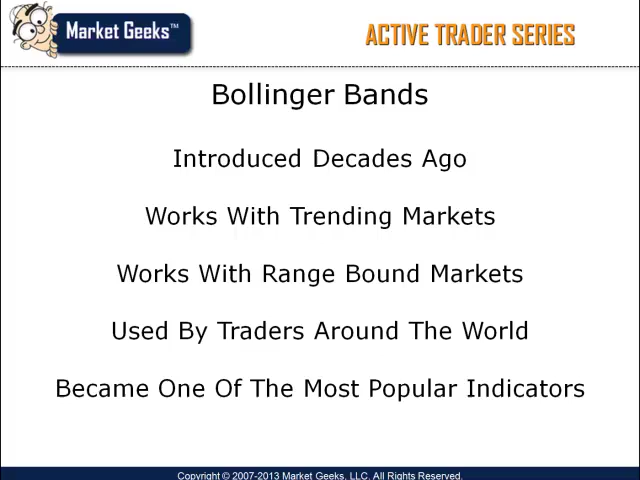 Market Geeks™
ACTIVE TRADER SERIES
Bollinger Bands
Introduced Decades Ago
Works With Trending Markets
Works With Range Bound Markets
Used By Traders Around The World
Became One Of The Most Popular Indicators
Copyright © 2007-2013 Market Geeks, LLC. All Rights Reserved.